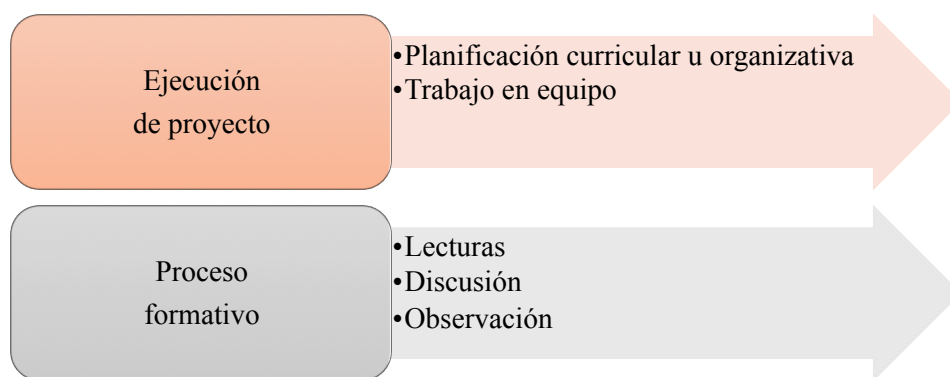 Ejecución
de proyecto
•Planificación curricular u organizativa
•Trabajo en equipo
Proceso
formativo
•Lecturas
•Discusión
•Observación